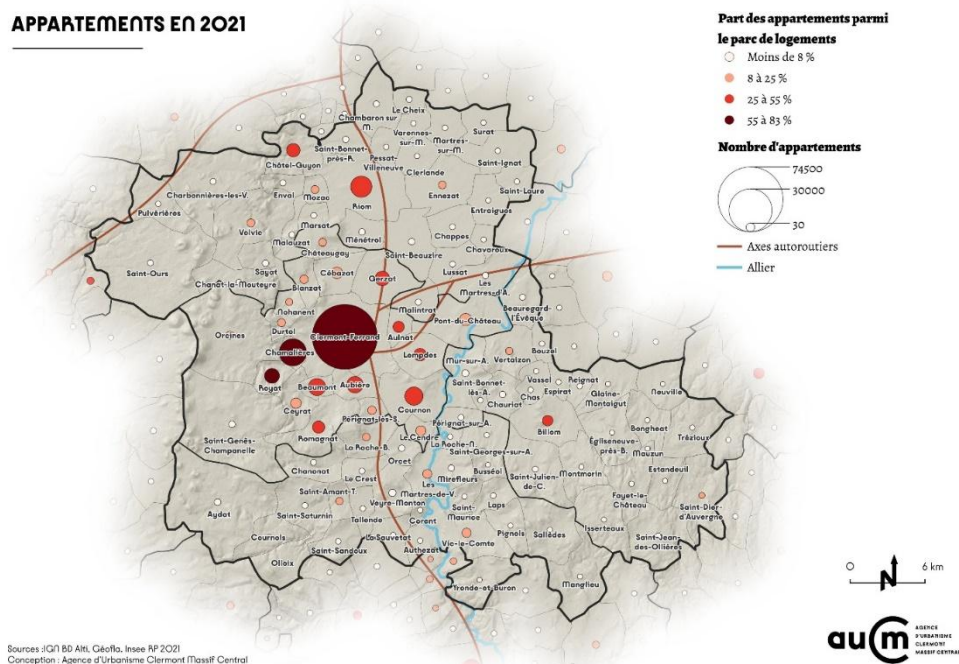 APPARTEMENTS EN 2021
Part des appartements parmi
le parc de logements
Moins de 8 %
8 à 25 %
25 à 55 %
55 à 83 %
Nombre d'appartements
74500
30000
30
Axes autoroutiers
Allier
Le Cheix
Chambaron sur
M.
Varennes-
sur-M.
Martres-
sur-M.
Surat
Saint-Bonnet-
près-R.
Pessat-
Villeneuve
Clerlande
Saint-Ignat
Châtel-Guyon
Charbonnières-les-V.
Enval
Mozac
Riom
Ennezat
Saint-Laure
Pulvérières
Entraigues
Volvic
Marsat
Ménétrol
Malauzat
Châteaugay
Chappes
Chavaroux
Saint-Beauzire
Saint-Ours
Sayat
Cébazat
Gerzat
Lussat
Chanat-la-Mouteyre
Blanzat
Les
Martres-d'A.
Nohanent
Malintrat
Beauregard-
l'Évêque
Pont-du-Château
Durtol
Orcines
Clermont-Ferrand
Aulnat
Chamalières
Lempdes
Vertaizon
Bouzel
Mur-sur-A.
Royat
Beaumont
Aubière
Saint-Bonnet
lès-A.
Vassel
Espirat
Reignat
Glaine-
Montaigut
Neuville
Chas
Chauriat
Ceyrat
Cournon
Pérignat-lès-S.
Pérignat-sur-A.
Billom
Bongheat
Trézioux
Romagnat
Le Cendre
La Roche-B.
La Roche-N.
Saint-Georges-sur-A.
Égliseneuve-
près-B.
Mauzun
Saint-Genès-
Champanelle
Orcet
Estandeuil
Chanonat
Le Crest
Les
Martres-de-V.
Mirefleurs
Busséol
Saint-Julien-
de-C.
Montmorin
Saint-Amant-T.
Veyre-Monton
Fayet-le-
Château
Saint-Dier-
d'Auvergne
Aydat
Saint-Saturnin
Tallende
Corent
Saint-
Maurice
Laps
Isserteaux
Cournols
La Sauvetat
Pignols
Sallèdes
Saint-Jean-
des-Ollières
Saint-Sandoux
Authezat
Vic-le-Comte
Olloix
Manglieu
6 km
N
auCm
AGENCE
D'URBANISME
CLERMONT
MASSIF CENTRAL
Sources :IGN BD Alti, Géofla, Insee RP 2021
Conception : Agence d'Urbanisme Clermont Massif Central